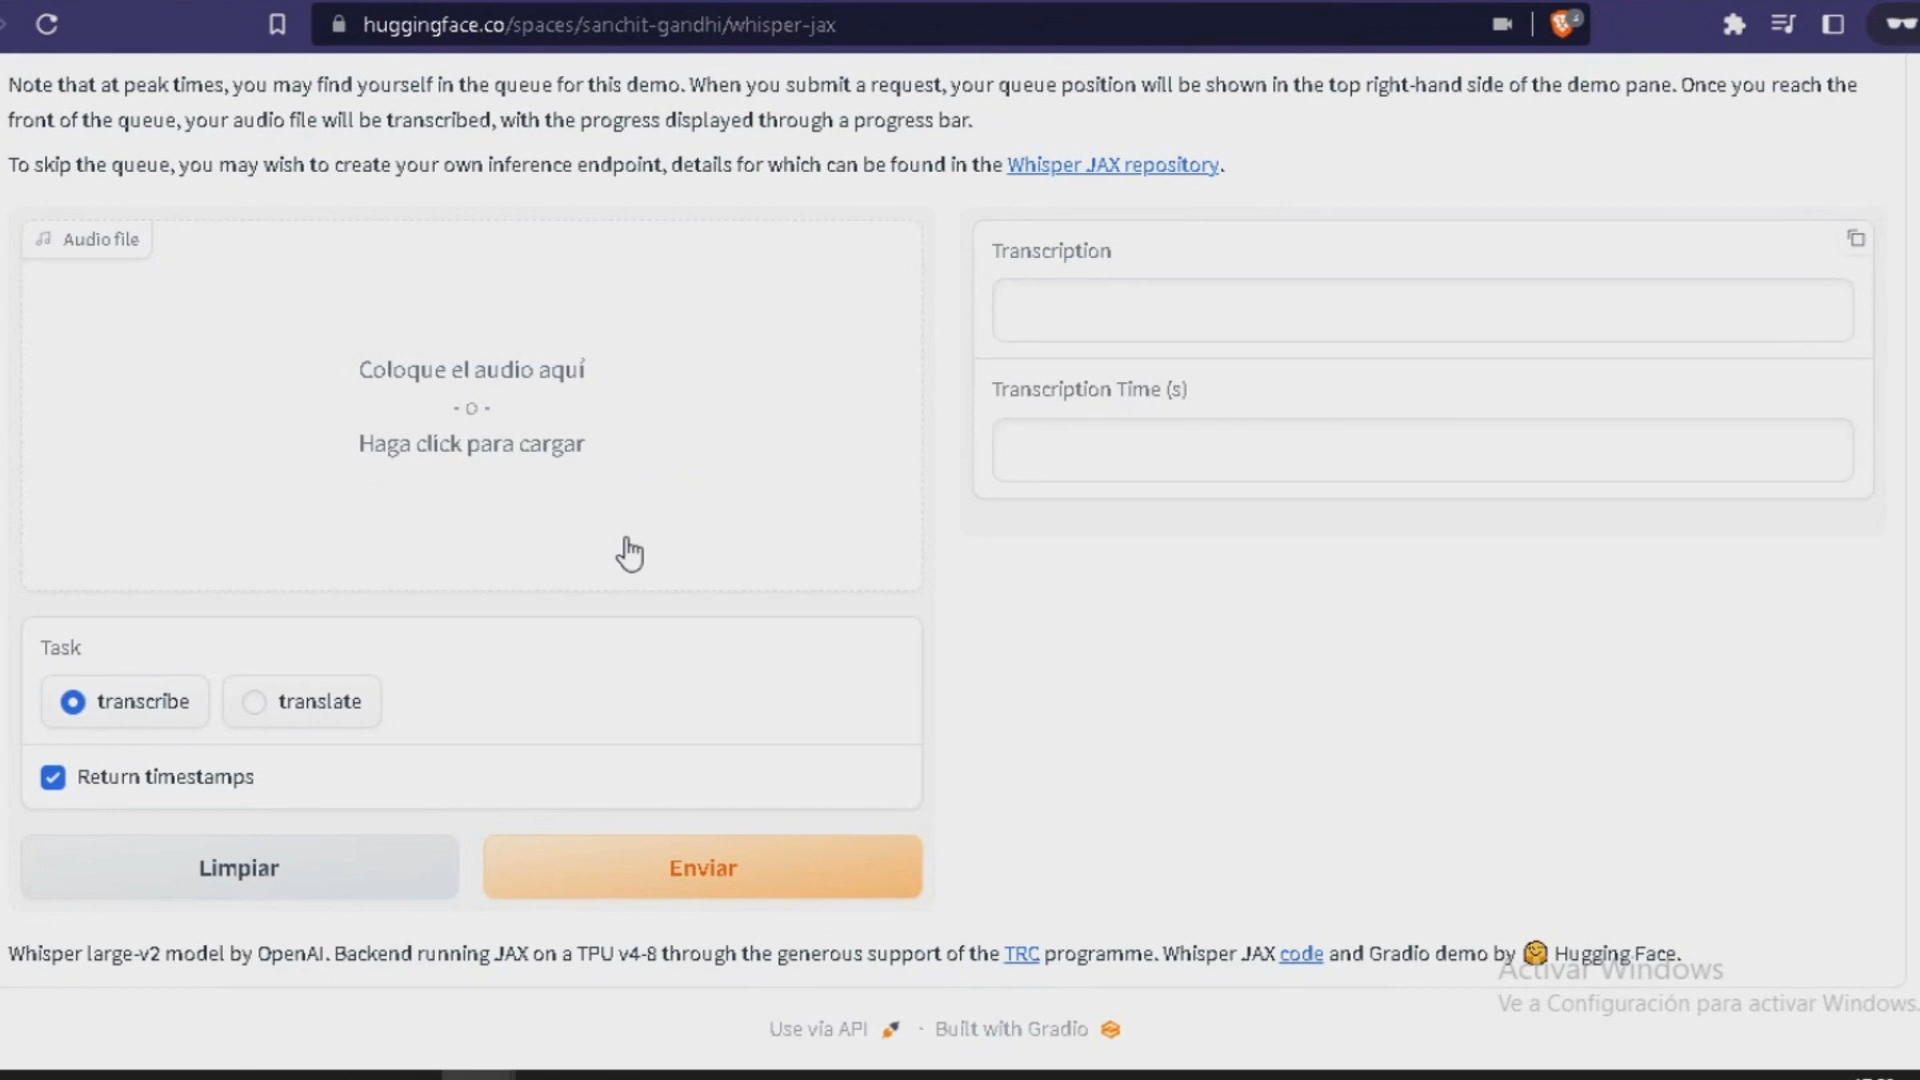 huggingface.co/spaces/sanchit-gandhi/whisper-jax
Note that at peak times, you may find yourself in the queue for this demo. When you submit a request, your queue position will be shown in the top right-hand side of the demo pane. Once you reach the
front of the queue, your audio file will be transcribed, with the progress displayed through a progress bar.
To skip the queue, you may wish to create your own inference endpoint, details for which can be found in the Whisper JAX repository.
Audio file
Coloque el audio aquí
- o -
Haga click para cargar
Transcription
Transcription Time (s)
Task
transcribe
translate
Return timestamps
Limpiar
Enviar
Whisper large-v2 model by OpenAI. Backend running JAX on a TPU v4-8 through the generous support of the TRC programme. Whisper JAX code and Gradio demo by 🤗 Hugging Face.
Activar Windows
Ve a Configuración para activar Windows.
Use via API 🚀 · Built with Gradio